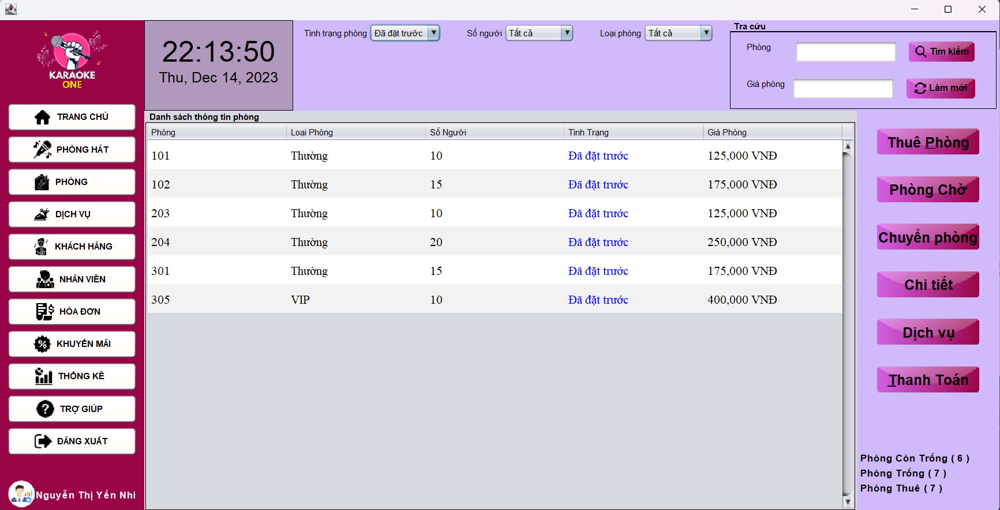 KARAOKE
ONE
TRANG CHỦ
PHÒNG HÁT
PHÒNG
DỊCH VỤ
KHÁCH HÀNG
NHÂN VIÊN
HÓA ĐƠN
KHUYẾN MÃI
THỐNG KÊ
TRỢ GIÚP
ĐĂNG XUẤT
Nguyễn Thị Yến Nhi
22:13:50
Thu, Dec 14, 2023
Tình trạng phòng Đã đặt trước Số người Tất cả Loại phòng Tất cả
Tra cứu
Phòng Tìm kiếm
Giá phòng Làm mới
Danh sách thông tin phòng
Phòng Loại Phòng Số Người Tình Trạng Giá Phòng
101 Thường 10 Đã đặt trước 125,000 VNĐ
102 Thường 15 Đã đặt trước 175,000 VNĐ
203 Thường 10 Đã đặt trước 125,000 VNĐ
204 Thường 20 Đã đặt trước 250,000 VNĐ
301 Thường 15 Đã đặt trước 175,000 VNĐ
305 VIP 10 Đã đặt trước 400,000 VNĐ
Thuê Phòng
Phòng Chờ
Chuyển phòng
Chi tiết
Dịch vụ
Thanh Toán
Phòng Còn Trống ( 6 )
Phòng Trống ( 7 )
Phòng Thuê ( 7 )